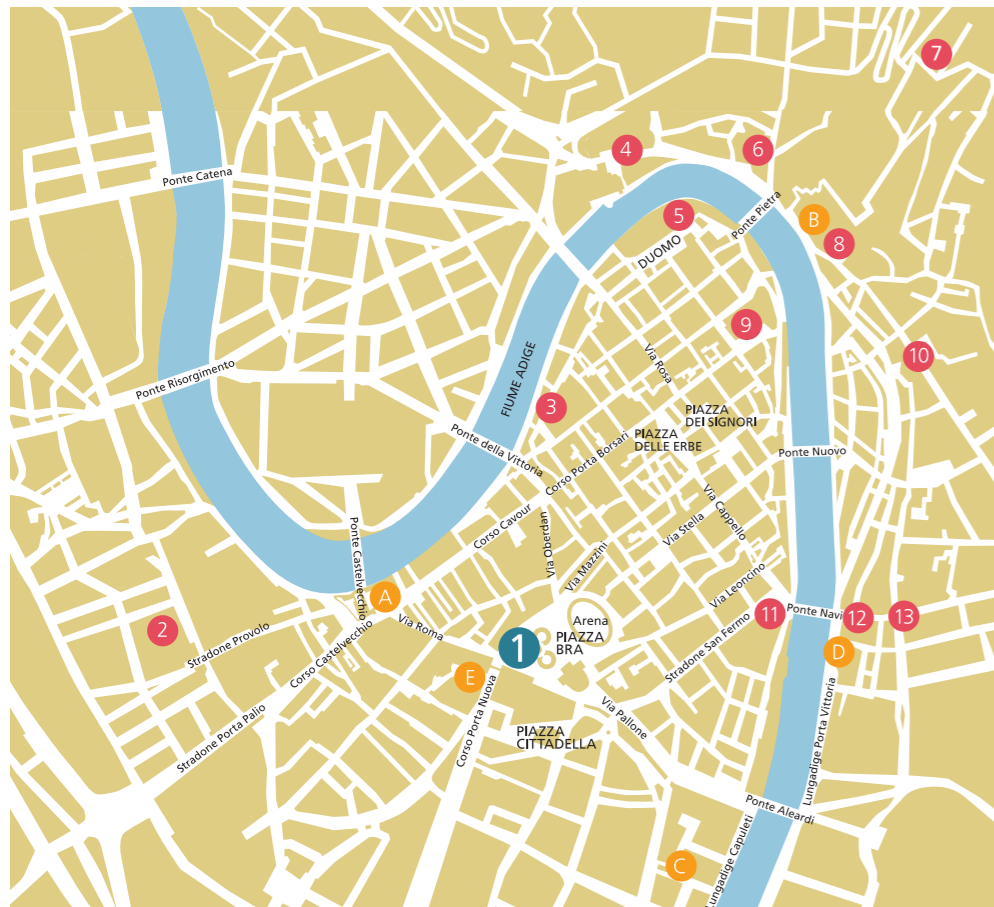 7
4
6
Ponte Catena
5
B
Ponte Pietra
8
DUOMO
9
10
Via Rosa
FIUME ADIGE
Ponte Risorgimento
3
PIAZZA
DEI SIGNORI
PIAZZA
DELLE ERBE
Ponte della Vittoria
Corso Porta Borsari
Ponte Nuovo
Via Cappello
Corso Cavour
Via Stella
Via Oberdan
Ponte Castelvecchio
Via Mazzini
Via Leoncino
A
2
Stradone Provolo
Corso Castelvecchio
Via Roma
Arena
1
PIAZZA
BRA
Stradone San Fermo
11
Ponte Navi
12
13
D
E
Stradone Porta Palio
Corso Porta Nuova
PIAZZA
CITTADELLA
Via Pallone
Lungadige Porta Vittoria
Ponte Aleardi
Lungadige Capuleti
C